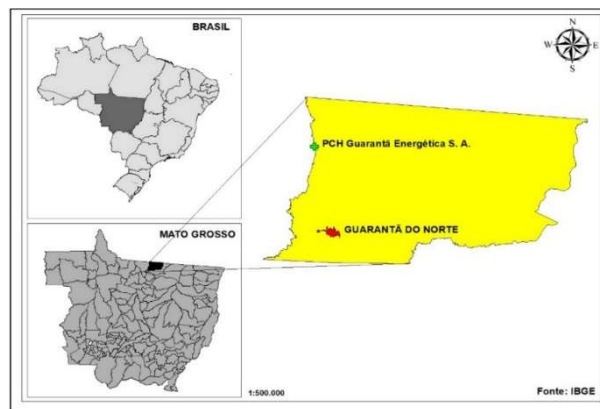 BRASIL
N
W
E
S
PCH Guarantã Energética S. A.
GUARANTÃ DO NORTE
MATO GROSSO
1:500.000
Fonte: IBGE